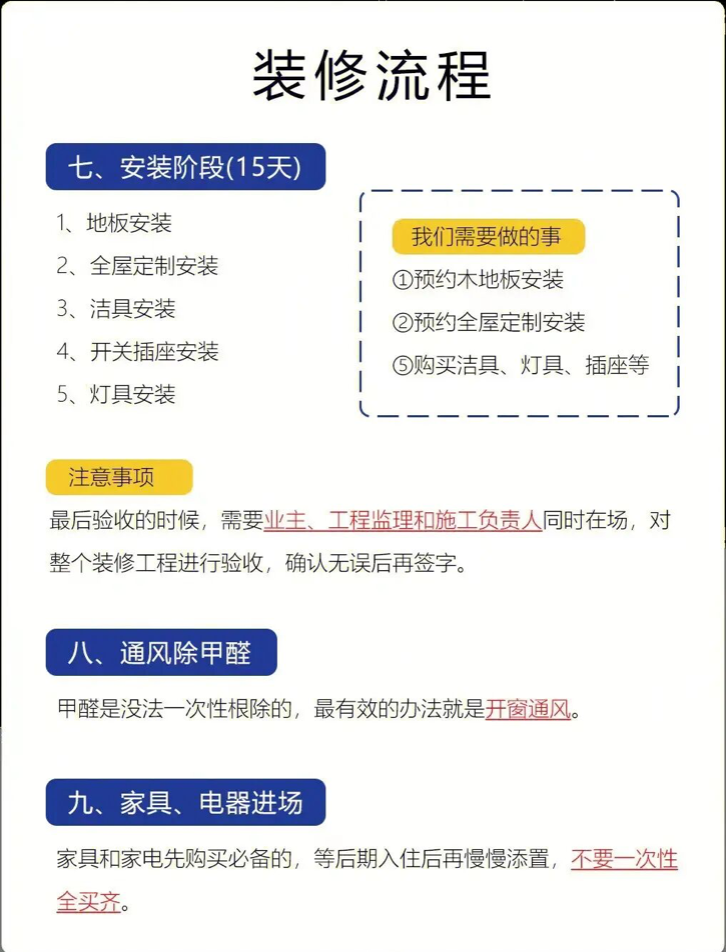 装修流程
七、安装阶段(15天)
1、地板安装
2、全屋定制安装
3、洁具安装
4、开关插座安装
5、灯具安装
我们需要做的事
①预约木地板安装
②预约全屋定制安装
⑤购买洁具、灯具、插座等
注意事项
最后验收的时候，需要业主、工程监理和施工负责人同时在场，对
整个装修工程进行验收，确认无误后再签字。
八、通风除甲醛
甲醛是没法一次性根除的，最有效的办法就是开窗通风。
九、家具、电器进场
家具和家电先购买必备的，等后期入住后再慢慢添置，不要一次性
全买齐。